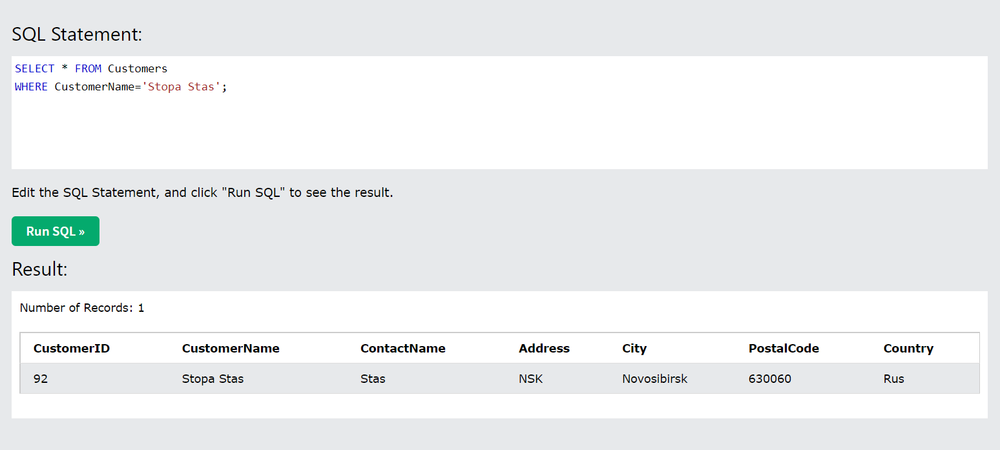 SQL Statement:
SELECT * FROM Customers
WHERE CustomerName='Stopa Stas';
Edit the SQL Statement, and click "Run SQL" to see the result.
Run SQL »
Result:
Number of Records: 1
CustomerID CustomerName ContactName Address City PostalCode Country
92 Stopa Stas Stas NSK Novosibirsk 630060 Rus